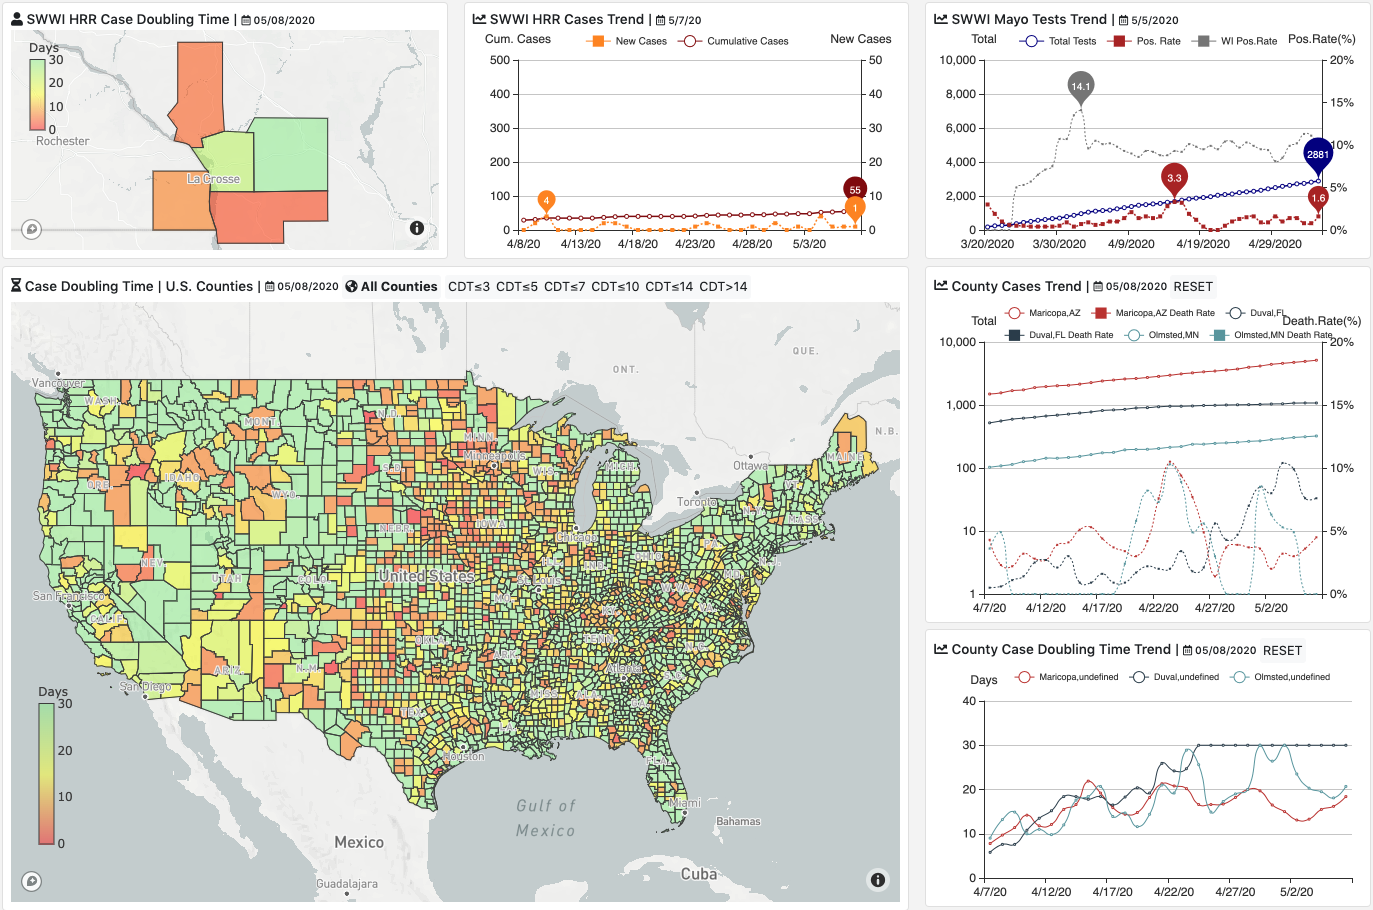 SWWI HRR Case Doubling Time | 05/08/2020
Days
30
20
10
0
Rochester
La Crosse
SWWI HRR Cases Trend | 5/7/20
Cum. Cases New Cases Cumulative Cases New Cases
500 50
400 40
300 30
200 20
100 10
0 0
4 55 1
4/8/20 4/13/20 4/18/20 4/23/20 4/28/20 5/3/20
SWWI Mayo Tests Trend | 5/5/2020
Total Total Tests Pos. Rate WI Pos.Rate Pos.Rate(%)
10,000 20%
8,000 15%
6,000 10%
4,000 5%
2,000 0%
0
14.1 3.3 2881 1.6
3/20/2020 3/30/2020 4/9/2020 4/19/2020 4/29/2020
Case Doubling Time | U.S. Counties | 05/08/2020 All Counties CDT≤3 CDT≤5 CDT≤7 CDT≤10 CDT≤14 CDT>14
QUE.
ONT.
Vancouver
WASH.
MONT.
N.D.
N.B.
MINN.
Minneapolis
MAINE
Ottawa
S.D.
WIS.
MICH.
ORE.
IDAHO
WYO.
VT.
Toronto
N.Y.
MASS.
NEBR.
IOWA
Chicago
PA.
NEV.
UTAH
COLO.
United States
St Louis
ILL.
IND.
OHIO
MD.
N.J.
San Francisco
CALIF.
MO.
KY.
W.VA.
VA.
OKLA.
ARK.
TENN.
N.C.
ARIZ.
N.M.
Atlanta
S.C.
San Diego
MISS.
ALA.
GA.
TEX.
LA.
Houston
FLA.
Miami
Gulf of
Mexico
Bahamas
Mexico
Cuba
Guadalajara
Days
30
20
10
0
County Cases Trend | 05/08/2020 RESET
Total Maricopa,AZ Maricopa,AZ Death Rate Duval,FL Death.Rate(%)
Duval,FL Death Rate Olmsted,MN Olmsted,MN Death Rate
10,000 20%
1,000 15%
100 10%
10 5%
1 0%
4/7/20 4/12/20 4/17/20 4/22/20 4/27/20 5/2/20
County Case Doubling Time Trend | 05/08/2020 RESET
Days Maricopa,undefined Duval,undefined Olmsted,undefined
40
30
20
10
0
4/7/20 4/12/20 4/17/20 4/22/20 4/27/20 5/2/20